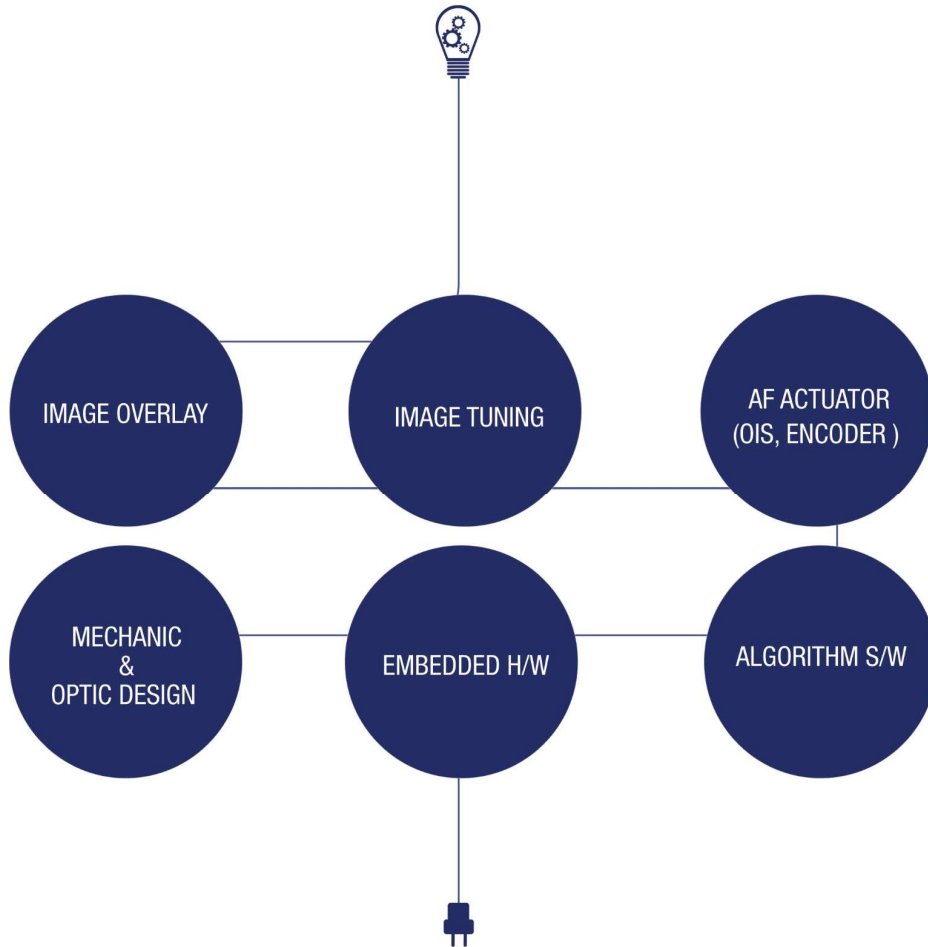 IMAGE OVERLAY
IMAGE TUNING
AF ACTUATOR
(OIS, ENCODER )
MECHANIC
&
OPTIC DESIGN
EMBEDDED H/W
ALGORITHM S/W